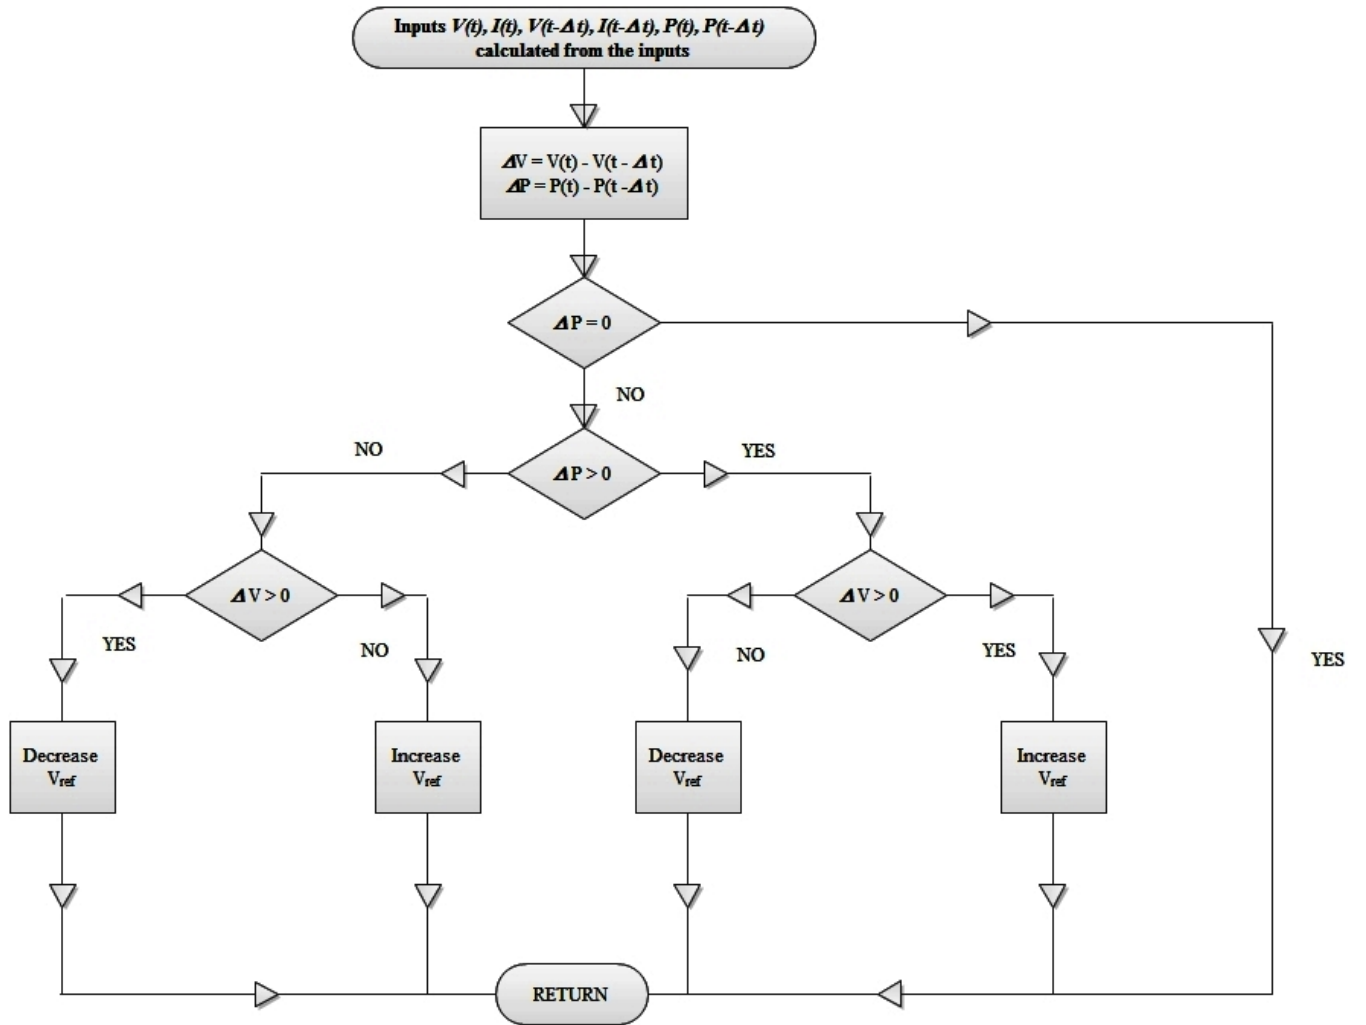 Inputs V(t), I(t), V(t-Δt), I(t-Δt), P(t), P(t-Δt)
calculated from the inputs
ΔV = V(t) - V(t - Δt)
ΔP = P(t) - P(t -Δt)
ΔP = 0
NO
ΔP > 0
NO
YES
ΔV > 0
ΔV > 0
YES
NO
NO
YES
YES
Decrease
Vref
Increase
Vref
Decrease
Vref
Increase
Vref
RETURN